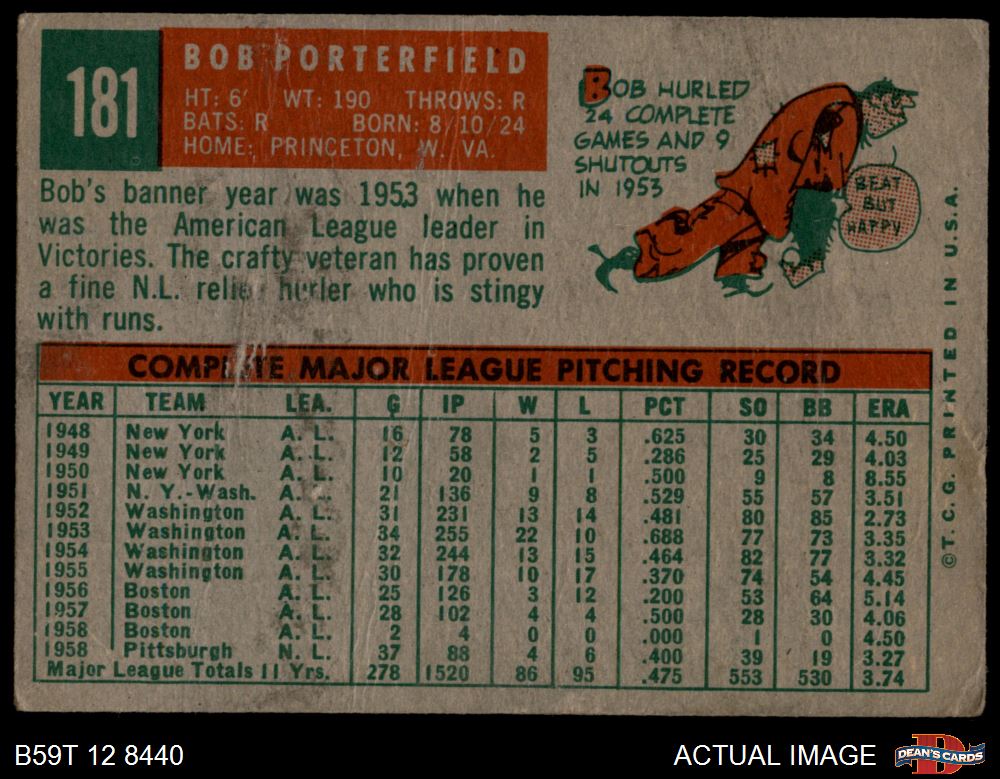 181
BOB PORTERFIELD
HT: 6' WT: 190 THROWS: R
BATS: R BORN: 8/10/24
HOME: PRINCETON, W. VA.
Bob's banner year was 1953 when he
was the American League leader in
Victories. The crafty veteran has proven
a fine N.L. relief hurler who is stingy
with runs.
BOB HURLED
24 COMPLETE
GAMES AND 9
SHUTOUTS
IN 1953
BEAT
BUT
HAPPY
COMPLETE MAJOR LEAGUE PITCHING RECORD
YEAR TEAM LEA. G IP W L PCT SO BB ERA
1948 New York A. L. 16 78 5 3 .625 30 34 4.50
1949 New York A. L. 12 58 2 5 .286 25 29 4.03
1950 New York A. L. 10 20 1 1 .500 9 8 8.55
1951 N. Y.-Wash. A. L. 21 136 9 8 .529 55 57 3.51
1952 Washington A. L. 31 231 13 14 .481 80 85 2.73
1953 Washington A. L. 34 255 22 10 .688 77 73 3.35
1954 Washington A. L. 32 244 13 15 .464 82 77 3.32
1955 Washington A. L. 30 178 10 17 .370 74 54 4.45
1956 Boston A. L. 25 126 3 12 .200 53 64 5.14
1957 Boston A. L. 28 102 4 4 .500 28 30 4.06
1958 Boston A. L. 2 4 0 0 .000 1 0 4.50
1958 Pittsburgh N. L. 37 88 4 6 .400 39 19 3.27
Major League Totals 11 Yrs. 278 1520 86 95 .475 553 530 3.74
© T. C. G. PRINTED IN U.S.A.
B59T 12 8440
ACTUAL IMAGE
DEAN'S CARDS